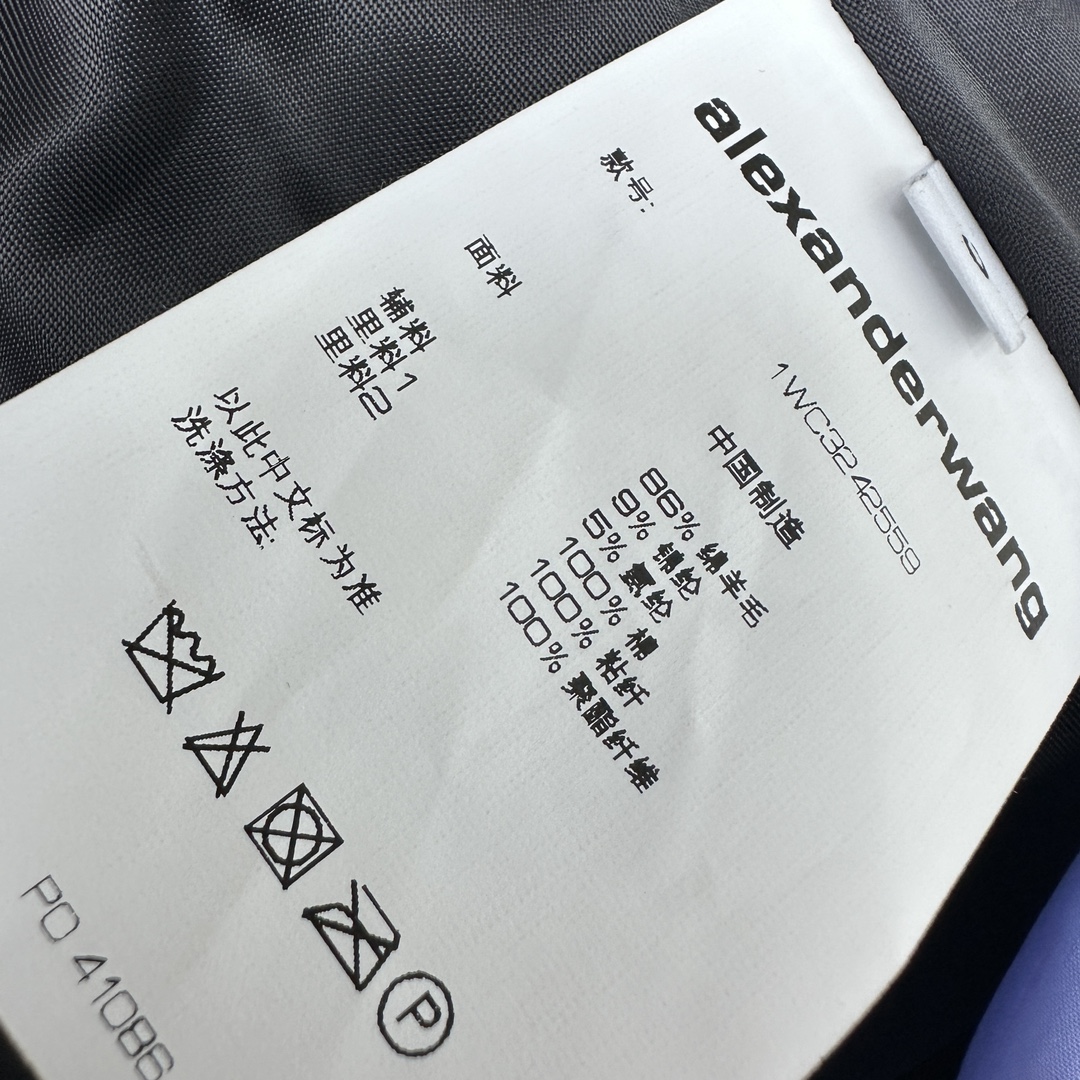 alexanderwang
款号: 1WC3242559
中国制造
面料 86% 绵羊毛
9% 锦纶
5% 氨纶
辅料 100% 棉
里料1 100% 粘纤
里料2 100% 聚酯纤维
以此中文标为准
洗涤方法:
P
PO 41086